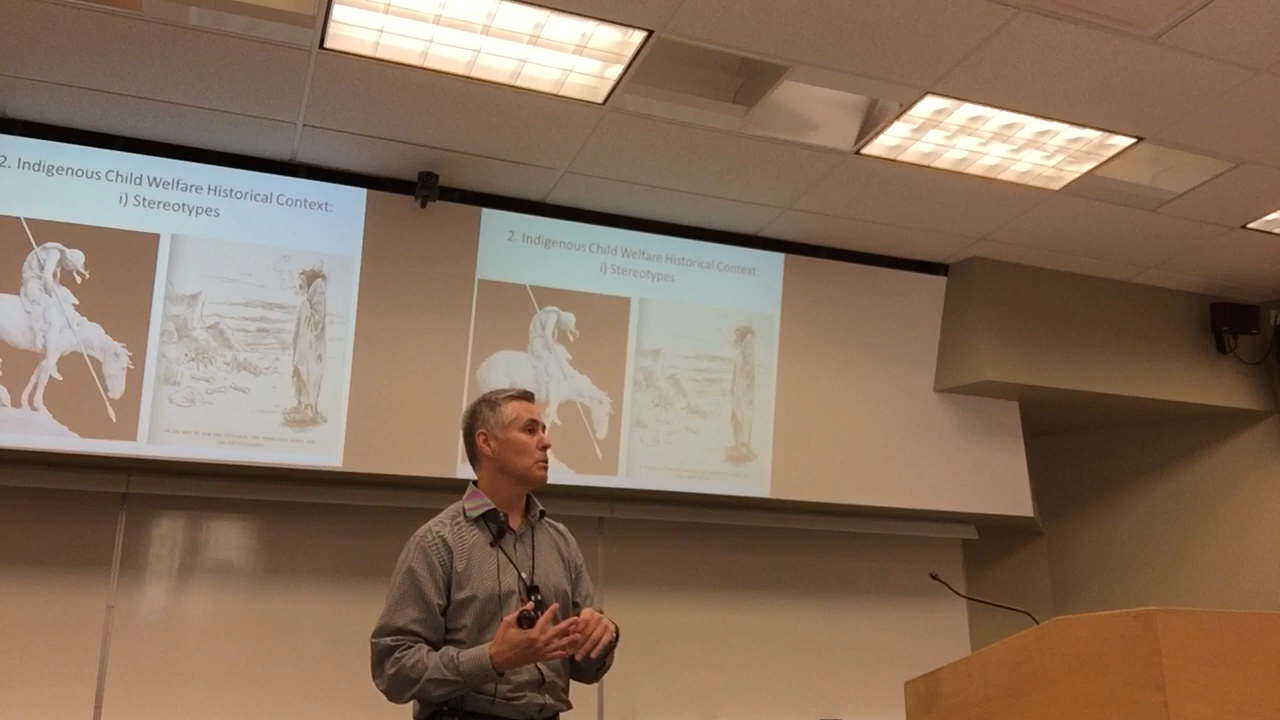 2. Indigenous Child Welfare Historical Context:
i) Stereotypes
2. Indigenous Child Welfare Historical Context:
i) Stereotypes